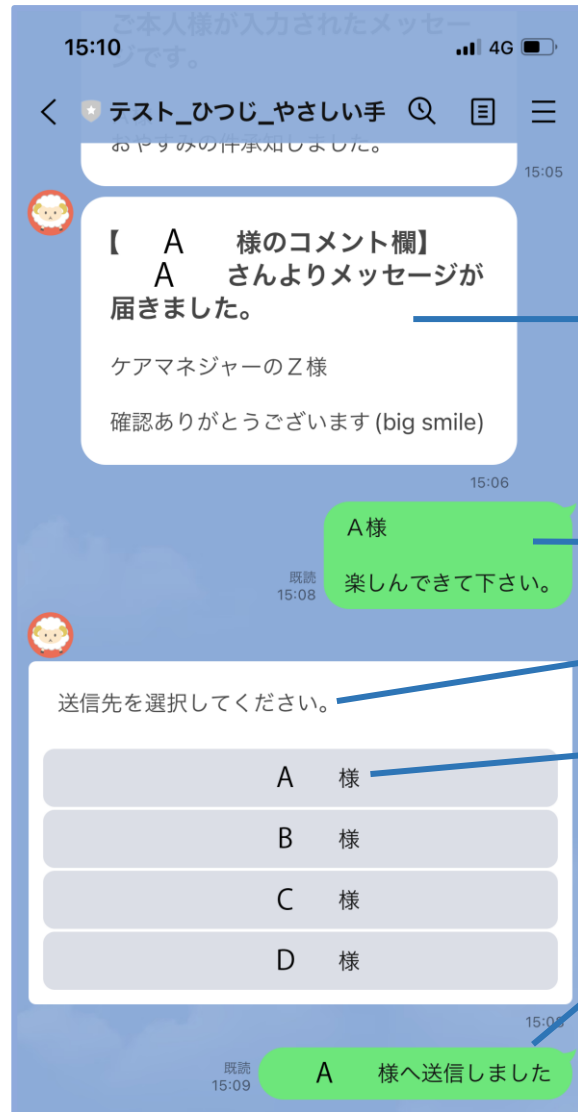 ご本人様が入力されたメッセー
ジです。
15:10
4G
テスト_ひつじ_やさしい手
おやすみの件承知しました。
15:05
【 A 様のコメント欄】
A さんよりメッセージが
届きました。
ケアマネジャーのZ様
確認ありがとうございます (big smile)
15:06
A様
楽しんできて下さい。
既読
15:08
送信先を選択してください。
A 様
B 様
C 様
D 様
既読
15:09
A 様へ送信しました